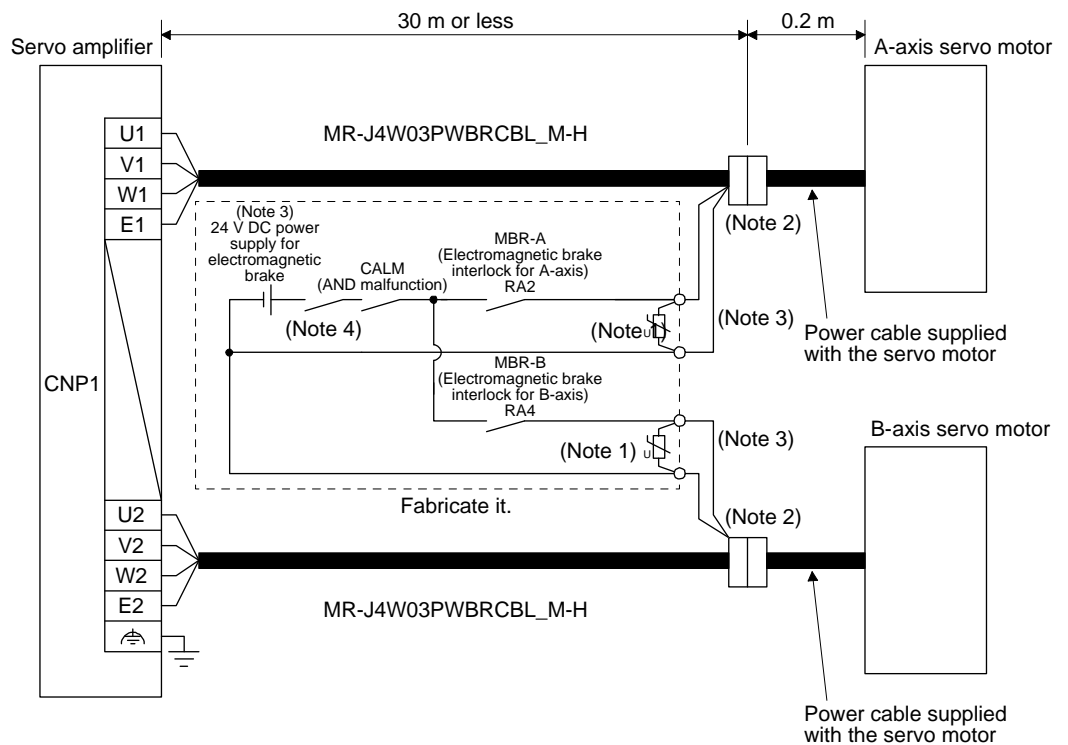 30 m or less
0.2 m
Servo amplifier
A-axis servo motor
U1
V1
W1
E1
MR-J4W03PWBRCBL_M-H
(Note 2)
(Note 3)
24 V DC power
supply for
electromagnetic
brake
CALM
(AND malfunction)
MBR-A
(Electromagnetic brake
interlock for A-axis)
RA2
(Note 4)
(Note
U
(Note 3)
Power cable supplied
with the servo motor
CNP1
MBR-B
(Electromagnetic brake
interlock for B-axis)
RA4
(Note 1)
U
(Note 3)
B-axis servo motor
Fabricate it.
(Note 2)
U2
V2
W2
E2
MR-J4W03PWBRCBL_M-H
Power cable supplied
with the servo motor